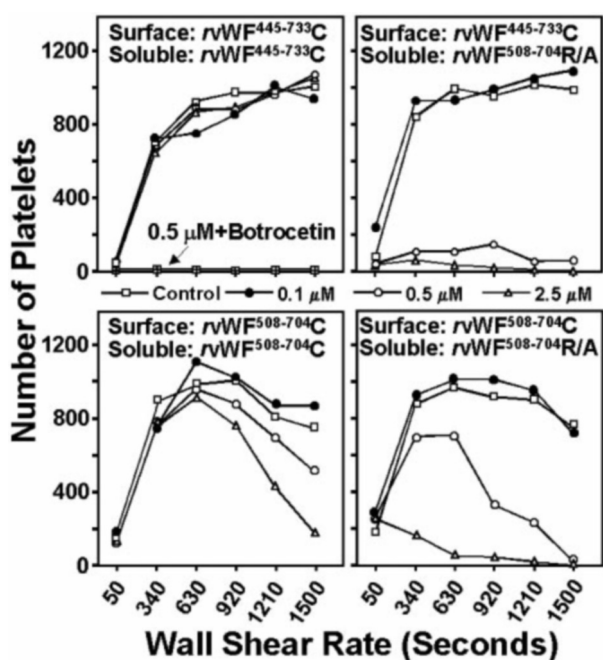 Surface: rvWF445-733C
Soluble: rvWF445-733C
Surface: rvWF445-733C
Soluble: rvWF508-704R/A
1200
800
400
0
0.5 µM+Botrocetin
Control
0.1 µM
0.5 µM
2.5 µM
Surface: rvWF508-704C
Soluble: rvWF508-704C
Surface: rvWF508-704C
Soluble: rvWF508-704R/A
1200
800
400
0
Number of Platelets
50 340 630 920 1210 1500
50 340 630 920 1210 1500
Wall Shear Rate (Seconds)